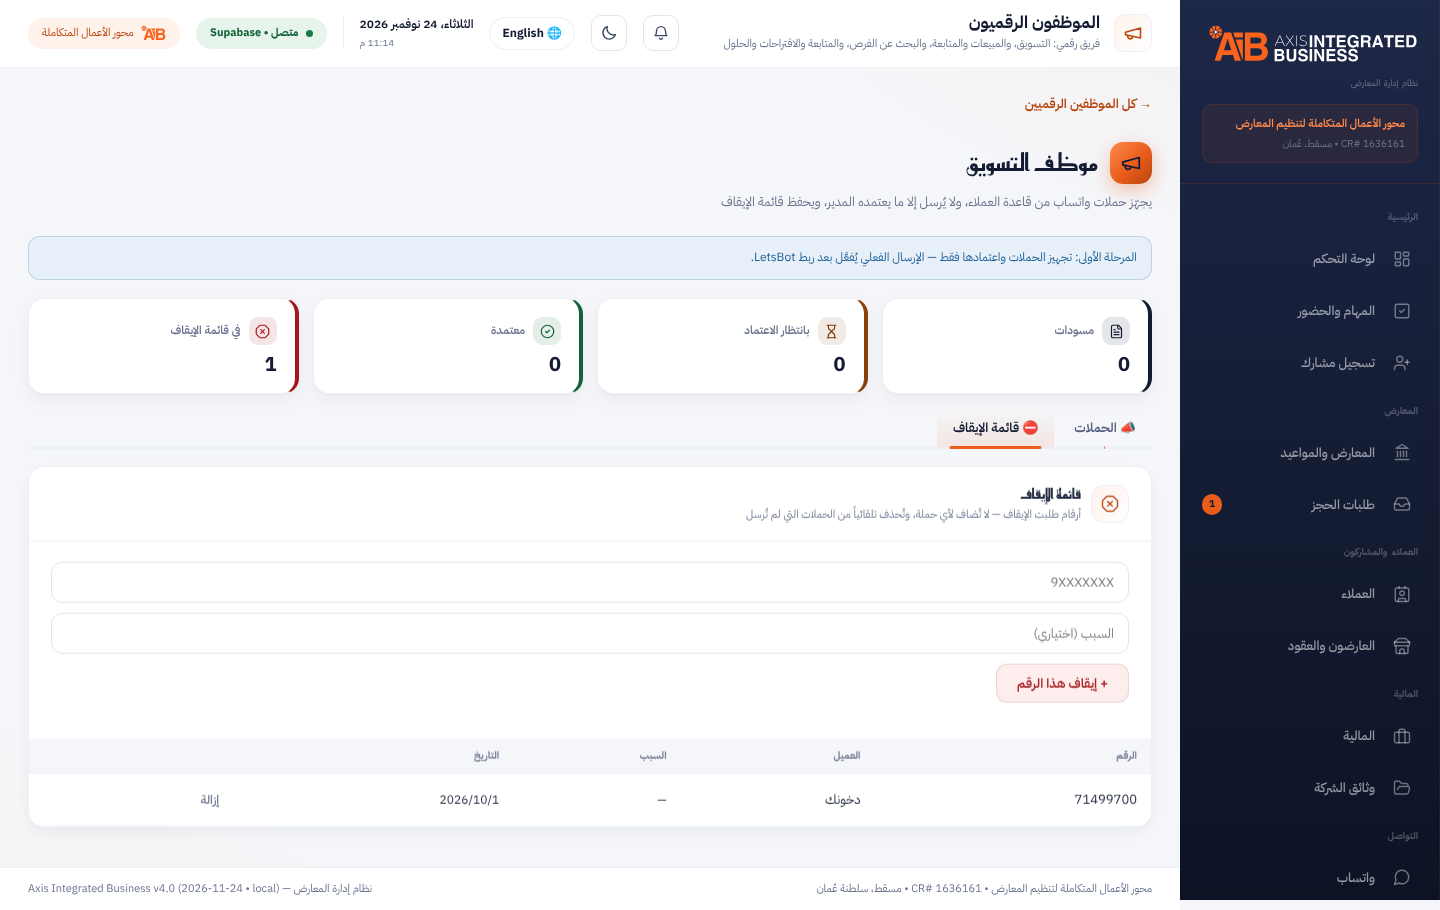 AiB AXIS INTEGRATED BUSINESS
نظام إدارة المعارض
محور الأعمال المتكاملة لتنظيم المعارض
CR# 1636161 • مسقط، عُمان
الرئيسية
لوحة التحكم
المهام والحضور
تسجيل مشارك
المعارض
المعارض والمواعيد
طلبات الحجز
1
العملاء والمشاركون
العملاء
العارضون والعقود
المالية
المالية
وثائق الشركة
التواصل
واتساب
الموظفون الرقميون
فريق رقمي: التسويق، والمبيعات والمتابعة، والبحث عن الفرص، والمتابعة والاقتراحات والحلول
English 🌐
الثلاثاء، 24 نوفمبر 2026
11:14 م
متصل • Supabase
AiB محور الأعمال المتكاملة
→ كل الموظفين الرقميين
موظف التسويق
يجهّز حملات واتساب من قاعدة العملاء، ولا يُرسل إلا ما يعتمده المدير، ويحفظ قائمة الإيقاف
المرحلة الأولى: تجهيز الحملات واعتمادها فقط — الإرسال الفعلي يُفعَّل بعد ربط LetsBot.
مسودات
0
بانتظار الاعتماد
0
معتمدة
0
في قائمة الإيقاف
1
📣 الحملات
⛔ قائمة الإيقاف
قائمة الإيقاف
أرقام طلبت الإيقاف — لا تُضاف لأي حملة، وتُحذف تلقائياً من الحملات التي لم تُرسل
9XXXXXXX
السبب (اختياري)
+ إيقاف هذا الرقم
الرقم العميل السبب التاريخ
71499700 دخونك — 2026/10/1 إزالة
محور الأعمال المتكاملة لتنظيم المعارض • CR# 1636161 • مسقط، سلطنة عُمان
نظام إدارة المعارض — Axis Integrated Business v4.0 (2026-11-24 • local)